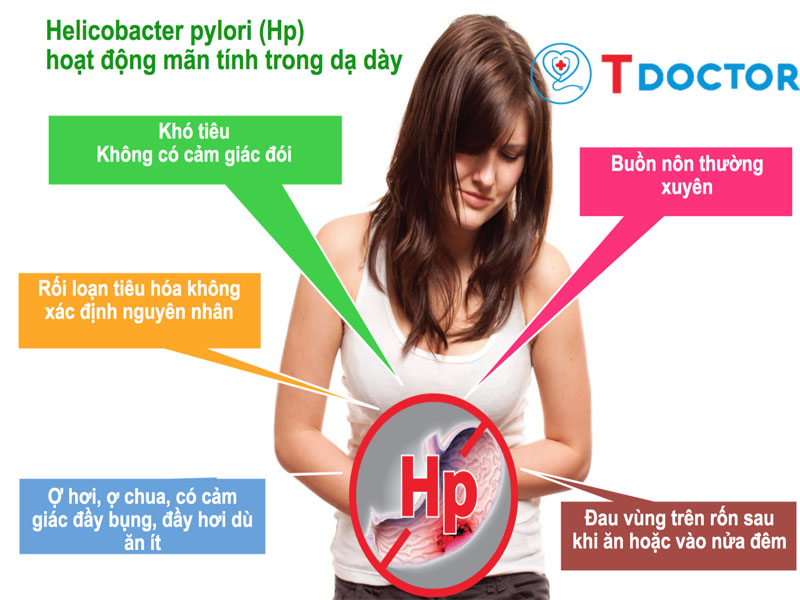 Helicobacter pylori (Hp)
hoạt động mãn tính trong dạ dày
T DOCTOR
Khó tiêu
Không có cảm giác đói
Buồn nôn thường
xuyên
Rối loạn tiêu hóa không
xác định nguyên nhân
Hp
Ợ hơi, ợ chua, có cảm
giác đầy bụng, đầy hơi dù
ăn ít
Đau vùng trên rốn sau
khi ăn hoặc vào nửa đêm